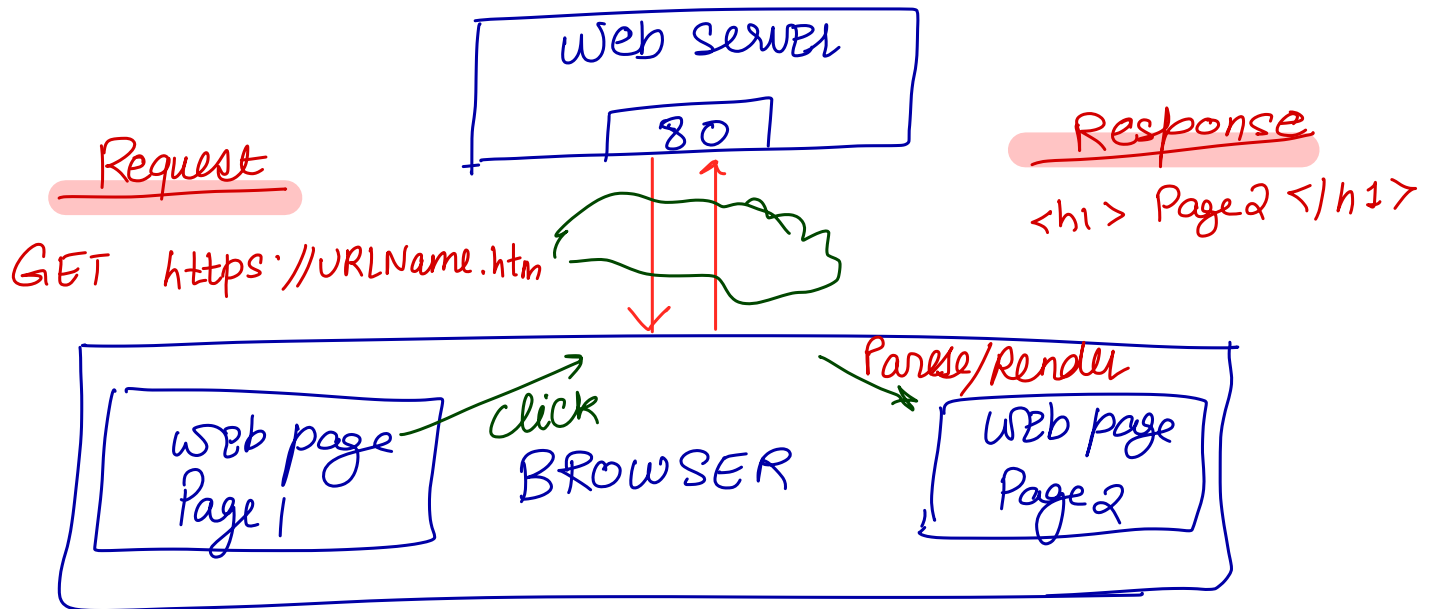 Web Server
80
Request
Response
<h1> Page2 </h1>
GET https://URLName.htm
Parese/Render
Click
Web page
Page 1
BROWSER
Web page
Page2